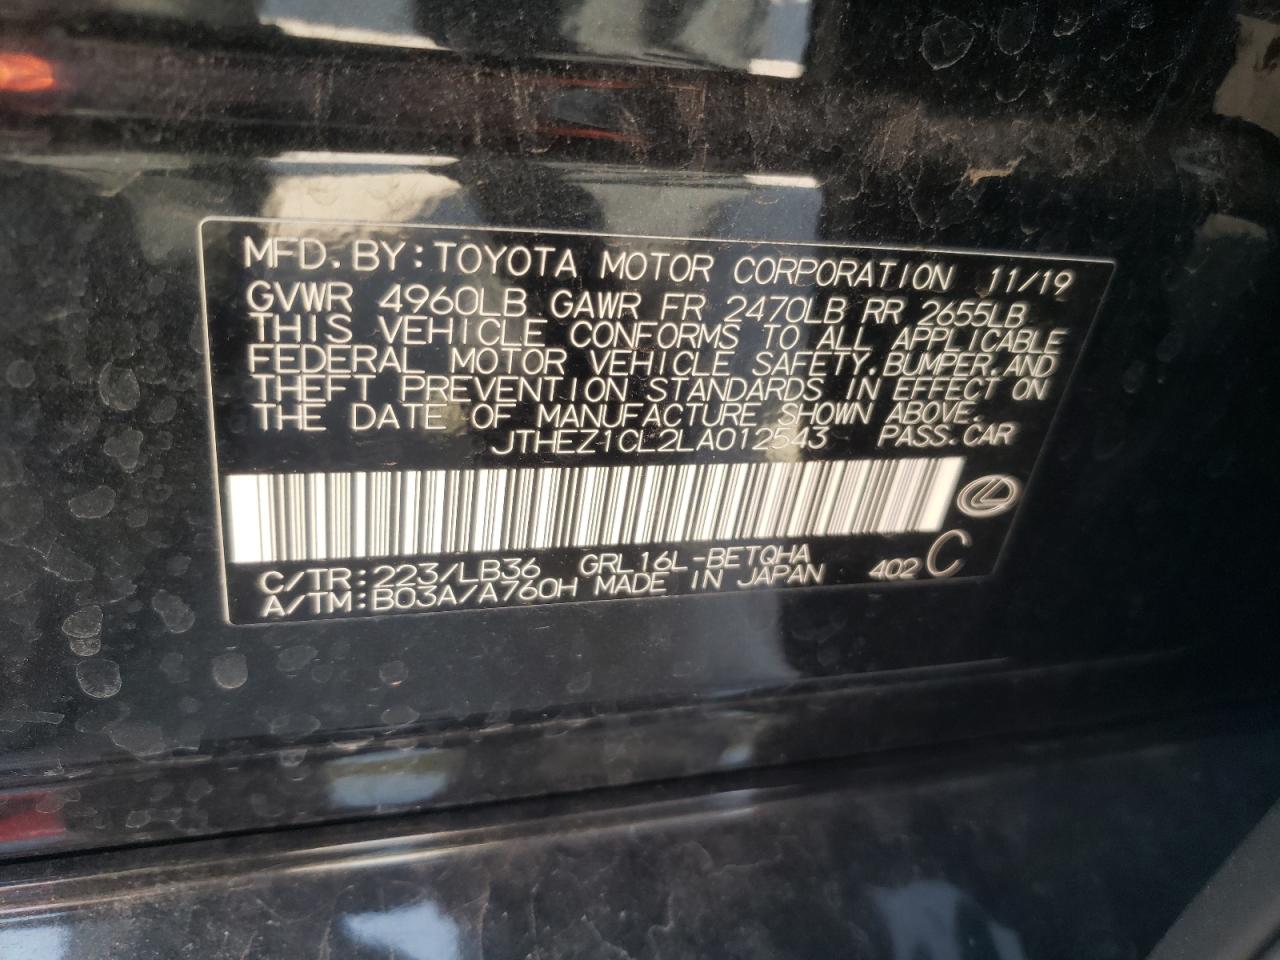 MFD. BY: TOYOTA MOTOR CORPORATION 11/19
GVWR 4960LB GAWR FR 2470LB RR 2655LB
THIS VEHICLE CONFORMS TO ALL APPLICABLE
FEDERAL MOTOR VEHICLE SAFETY, BUMPER, AND
THEFT PREVENTION STANDARDS IN EFFECT ON
THE DATE OF MANUFACTURE SHOWN ABOVE.
JTHEZ1CL2LA012543 PASS. CAR
C/TR: 223/LB36 GRL16L-BETQHA
A/TM: B03A/A760H MADE IN JAPAN 402 C